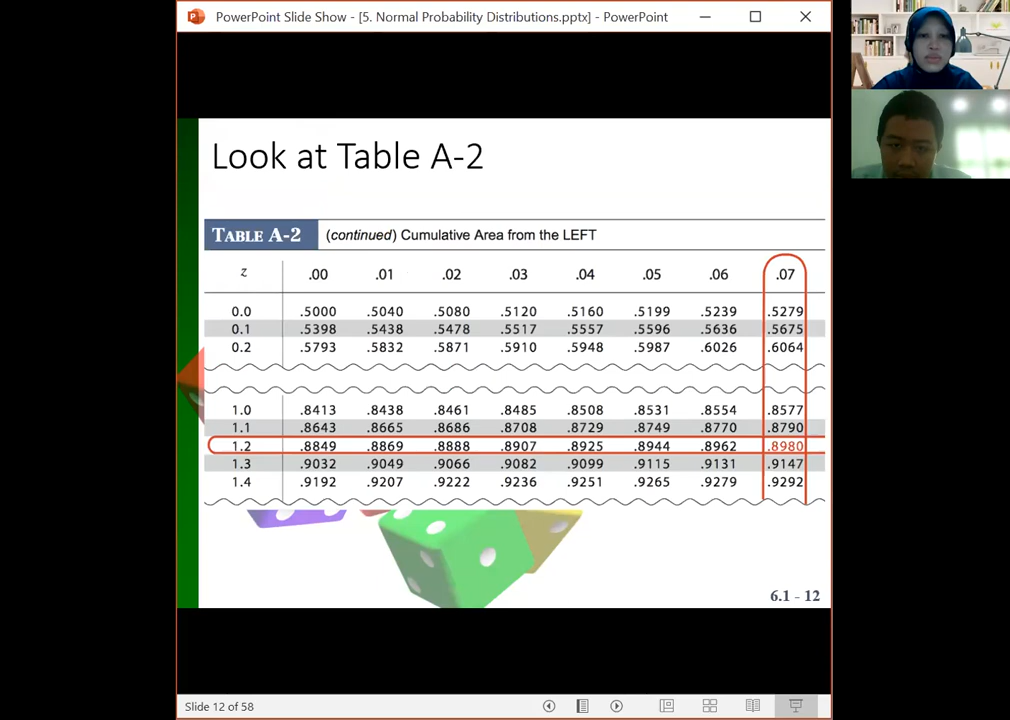 PowerPoint Slide Show - [5. Normal Probability Distributions.pptx] - PowerPoint
Look at Table A-2
TABLE A-2 (continued) Cumulative Area from the LEFT
z .00 .01 .02 .03 .04 .05 .06 .07
0.0 .5000 .5040 .5080 .5120 .5160 .5199 .5239 .5279
0.1 .5398 .5438 .5478 .5517 .5557 .5596 .5636 .5675
0.2 .5793 .5832 .5871 .5910 .5948 .5987 .6026 .6064
1.0 .8413 .8438 .8461 .8485 .8508 .8531 .8554 .8577
1.1 .8643 .8665 .8686 .8708 .8729 .8749 .8770 .8790
1.2 .8849 .8869 .8888 .8907 .8925 .8944 .8962 .8980
1.3 .9032 .9049 .9066 .9082 .9099 .9115 .9131 .9147
1.4 .9192 .9207 .9222 .9236 .9251 .9265 .9279 .9292
6.1 - 12
Slide 12 of 58